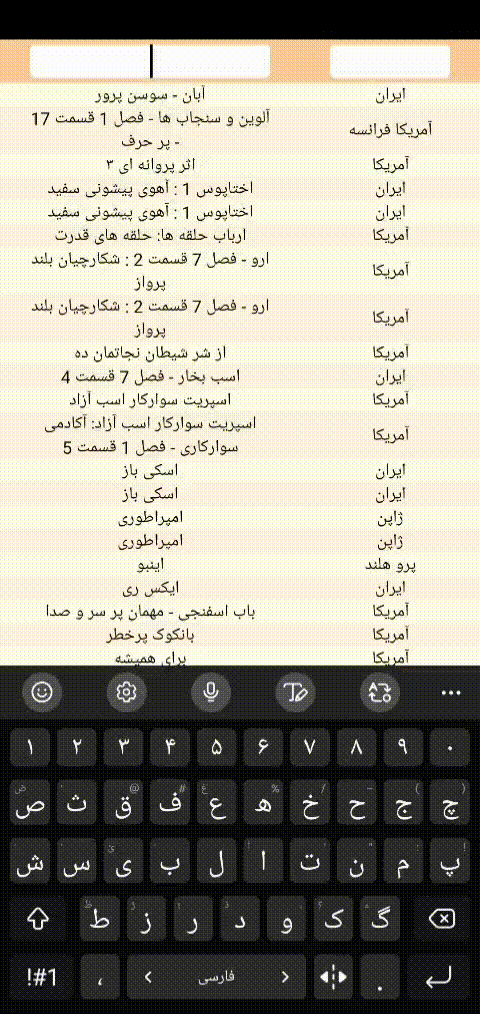 آبان - سوسن پرور ایران
آلوین و سنجاب ها - فصل 1 قسمت 17
- پر حرف آمریکا فرانسه
اثر پروانه ای ۳ آمریکا
اختاپوس 1 : آهوی پیشونی سفید ایران
اختاپوس 1 : آهوی پیشونی سفید ایران
ارباب حلقه ها: حلقه های قدرت آمریکا
ارو - فصل 7 قسمت 2 : شکارچیان بلند
پرواز آمریکا
ارو - فصل 7 قسمت 2 : شکارچیان بلند
پرواز آمریکا
از شر شیطان نجاتمان ده آمریکا
اسب بخار - فصل 7 قسمت 4 ایران
اسپریت سوارکار اسب آزاد آمریکا
اسپریت سوارکار اسب آزاد: آکادمی
سوارکاری - فصل 1 قسمت 5 آمریکا
اسکی باز ایران
اسکی باز ایران
امپراطوری ژاپن
امپراطوری ژاپن
اینبو پرو هلند
ایکس ری ایران
باب اسفنجی - مهمان پر سر و صدا آمریکا
بانکوک پرخطر آمریکا
برای همیشه آمریکا
۱ ۲ ۳ ۴ ۵ ۶ ۷ ۸ ۹ ۰
ص ث ق ف ع ه خ ح ج چ
ش س ی ب ل ا ت ن م پ
ط ظ ز ر د و ک گ
!#1 ، فارسی .